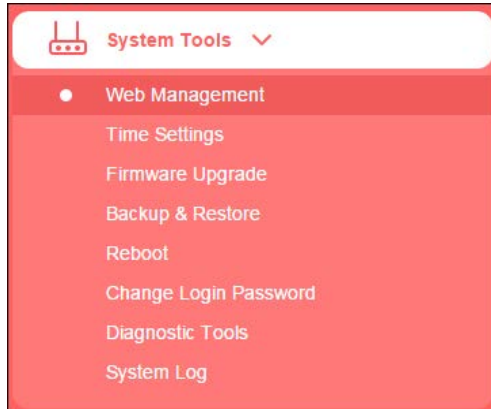 System Tools
Web Management
Time Settings
Firmware Upgrade
Backup & Restore
Reboot
Change Login Password
Diagnostic Tools
System Log